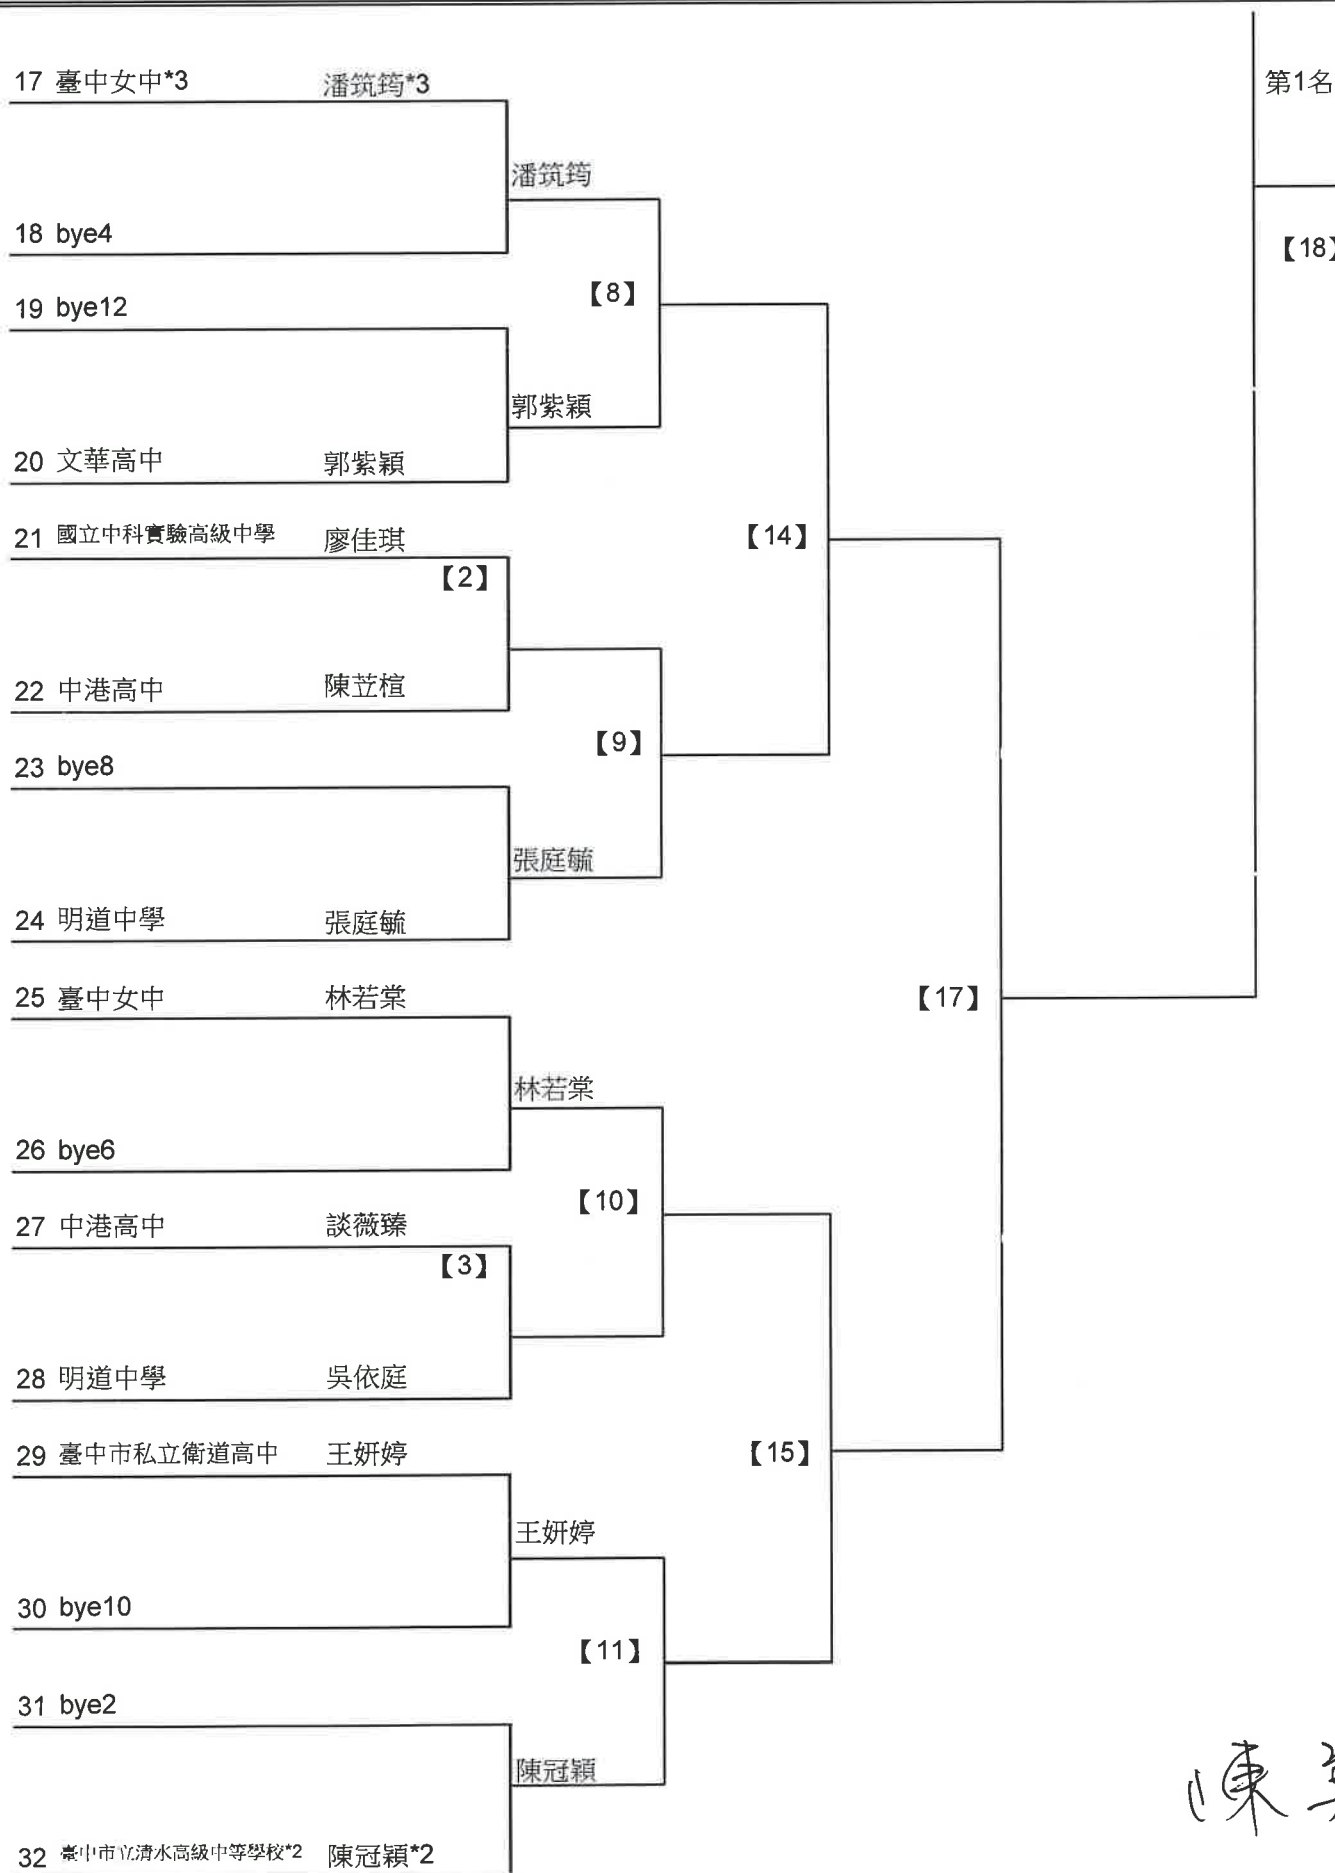 第1名
17 臺中女中*3 潘筑筠*3
潘筑筠
18 bye4
【18】
【8】
19 bye12
郭紫穎
20 文華高中 郭紫穎
21 國立中科實驗高級中學 廖佳琪
【14】
【2】
22 中港高中 陳苙楦
【9】
23 bye8
張庭毓
24 明道中學 張庭毓
25 臺中女中 林若棠
【17】
林若棠
26 bye6
【10】
27 中港高中 談薇臻
【3】
28 明道中學 吳依庭
29 臺中市私立衛道高中 王妍婷
【15】
王妍婷
30 bye10
【11】
31 bye2
陳冠穎
陳
32 臺中市立清水高級中等學校*2 陳冠穎*2